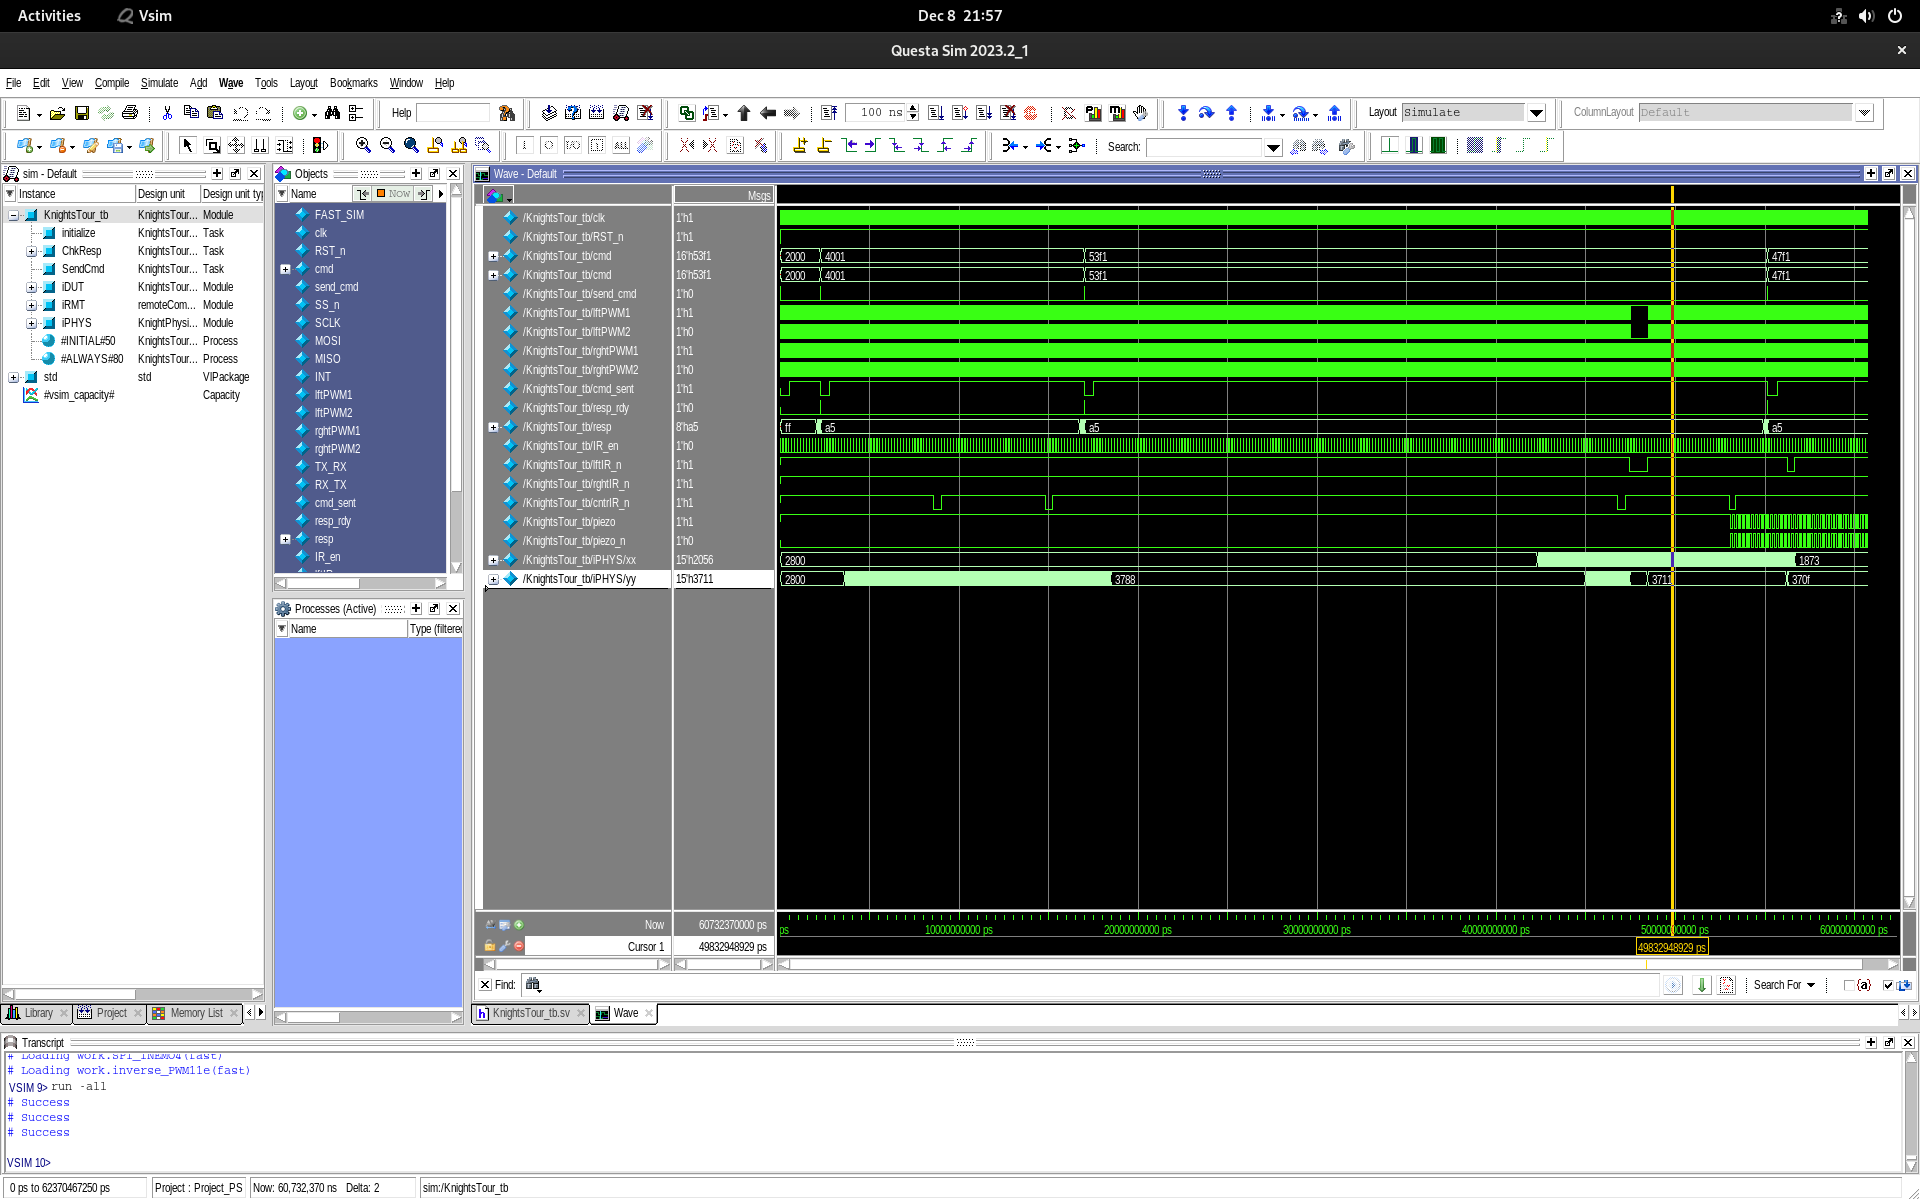 Activities Vsim Dec 8 21:57
Questa Sim 2023.2_1
File Edit View Compile Simulate Add Wave Tools Layout Bookmarks Window Help
Help 100 ns Layout Simulate ColumnLayout Default
Search:
sim - Default
Instance Design unit Design unit typ
KnightsTour_tb KnightsTour... Module
initialize KnightsTour... Task
ChkResp KnightsTour... Task
SendCmd KnightsTour... Task
iDUT KnightsTour... Module
iRMT remoteCom... Module
iPHYS KnightPhysi... Module
#INITIAL#50 KnightsTour... Process
#ALWAYS#80 KnightsTour... Process
std std VIPackage
#vsim_capacity# Capacity
Library Project Memory List
Objects
Name Now
FAST_SIM
clk
RST_n
cmd
send_cmd
SS_n
SCLK
MOSI
MISO
INT
lftPWM1
lftPWM2
rghtPWM1
rghtPWM2
TX_RX
RX_TX
cmd_sent
resp_rdy
resp
IR_en
Processes (Active)
Name Type (filtered
Wave - Default
Msgs
/KnightsTour_tb/clk 1'h1
/KnightsTour_tb/RST_n 1'h1
/KnightsTour_tb/cmd 16'h53f1 2000 4001 53f1 47f1
/KnightsTour_tb/cmd 16'h53f1 2000 4001 53f1 47f1
/KnightsTour_tb/send_cmd 1'h0
/KnightsTour_tb/lftPWM1 1'h1
/KnightsTour_tb/lftPWM2 1'h0
/KnightsTour_tb/rghtPWM1 1'h1
/KnightsTour_tb/rghtPWM2 1'h0
/KnightsTour_tb/cmd_sent 1'h1
/KnightsTour_tb/resp_rdy 1'h0
/KnightsTour_tb/resp 8'ha5 ff a5 a5 a5
/KnightsTour_tb/IR_en 1'h0
/KnightsTour_tb/lftIR_n 1'h1
/KnightsTour_tb/rghtIR_n 1'h1
/KnightsTour_tb/cntrIR_n 1'h1
/KnightsTour_tb/piezo 1'h1
/KnightsTour_tb/piezo_n 1'h0
/KnightsTour_tb/iPHYS/xx 15'h2056 2800 1873
/KnightsTour_tb/iPHYS/yy 15'h3711 2800 3788 3711 370f
Now 60732370000 ps ps 10000000000 ps 20000000000 ps 30000000000 ps 40000000000 ps 50000000000 ps 60000000000 ps
Cursor 1 49832948929 ps 49832948929 ps
Find: Search For {a}
KnightsTour_tb.sv Wave
Transcript
# Loading work.SPI_iNEMO4(fast)
# Loading work.inverse_PWM11e(fast)
VSIM 9> run -all
# Success
# Success
# Success
VSIM 10>
0 ps to 62370467250 ps Project : Project_PS Now: 60,732,370 ns Delta: 2 sim:/KnightsTour_tb